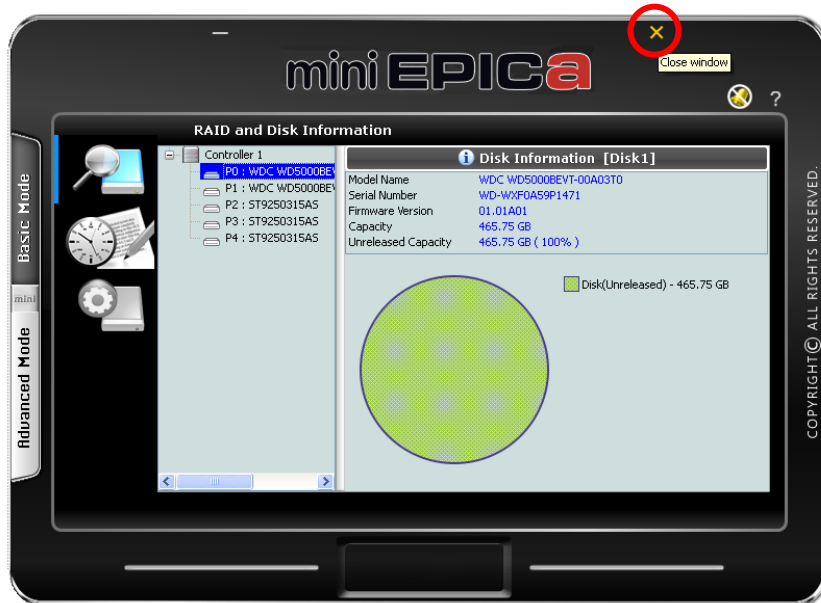 mini EPICa
Close window
?
RAID and Disk Information
Controller 1
P0 : WDC WD5000BEV
P1 : WDC WD5000BEV
P2 : ST9250315AS
P3 : ST9250315AS
P4 : ST9250315AS
Disk Information [Disk1]
Model Name WDC WD5000BEVT-00A03T0
Serial Number WD-WXF0A59P1471
Firmware Version 01.01A01
Capacity 465.75 GB
Unreleased Capacity 465.75 GB ( 100% )
Disk(Unreleased) - 465.75 GB
Basic Mode
mini
Advanced Mode
COPYRIGHT© ALL RIGHTS RESERVED.